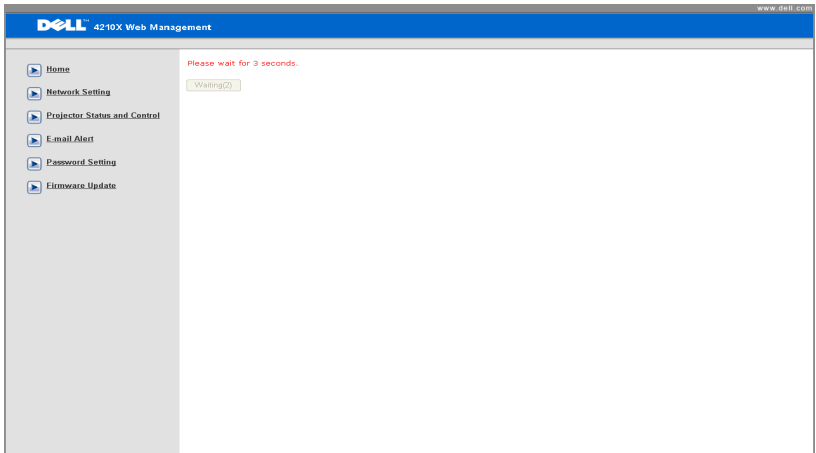 www.dell.com
DELL™ 4210X Web Management
Home
Network Setting
Projector Status and Control
E-mail Alert
Password Setting
Firmware Update
Please wait for 3 seconds.
Waiting(2)